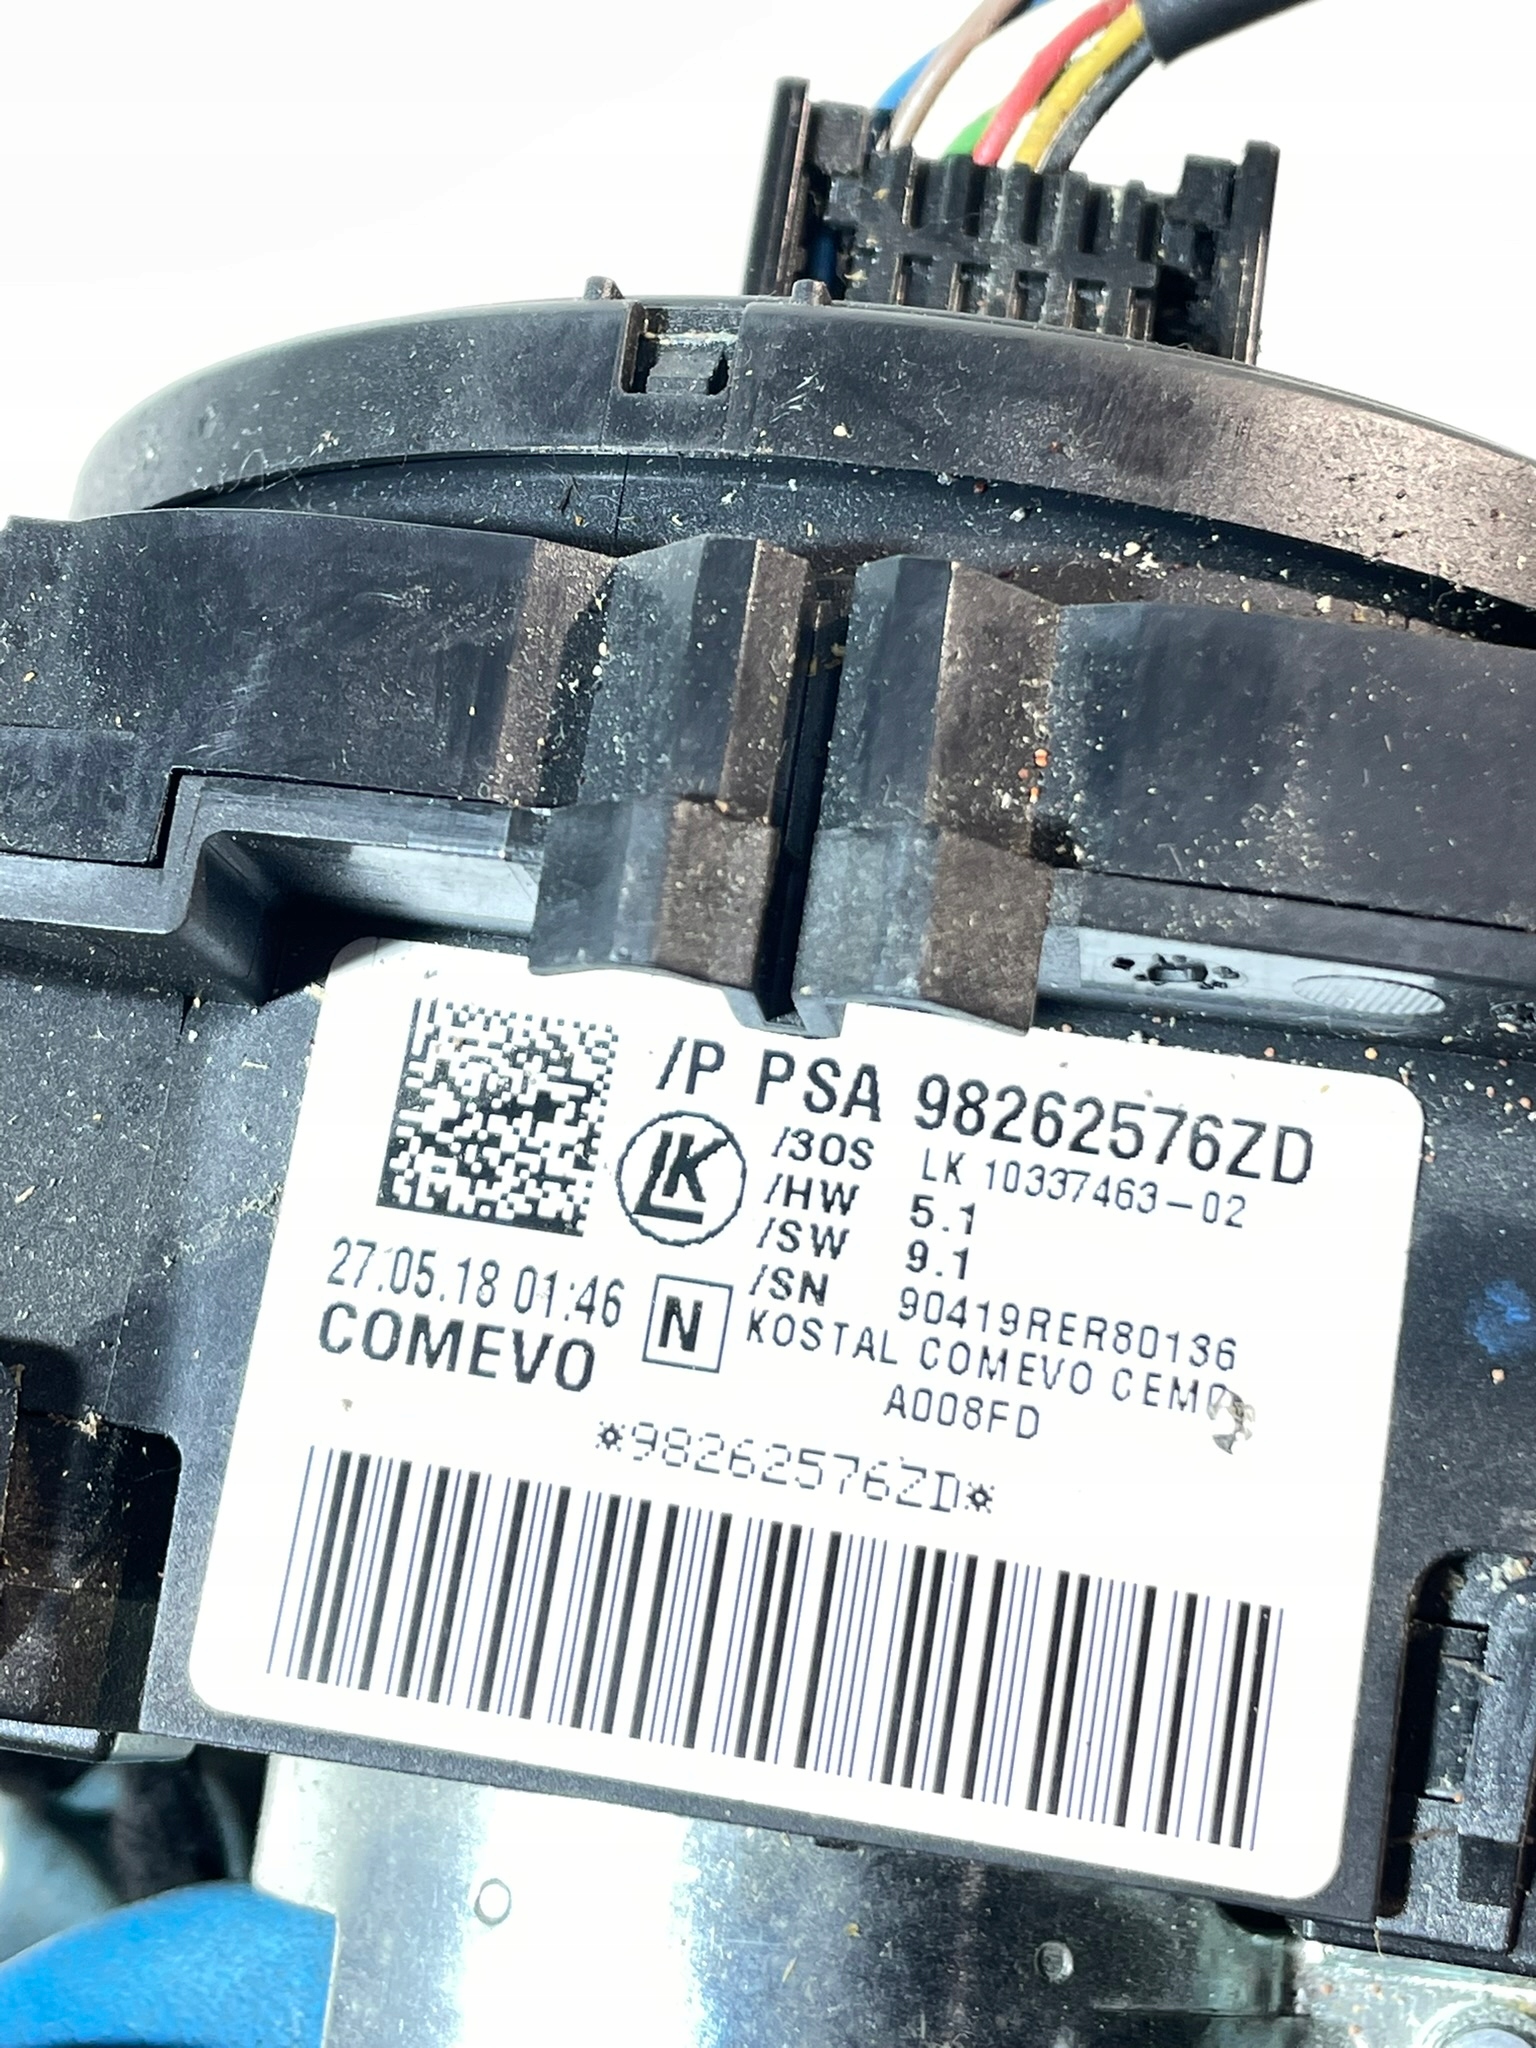 /P PSA 98262576ZD
/30S LK 10337463-02
LK
/HW 5.1
/SW 9.1
/SN 90419RER80136
27.05.18 01:46
N
KOSTAL COMEVO
COMEVO
A008FD
*98262576ZD*